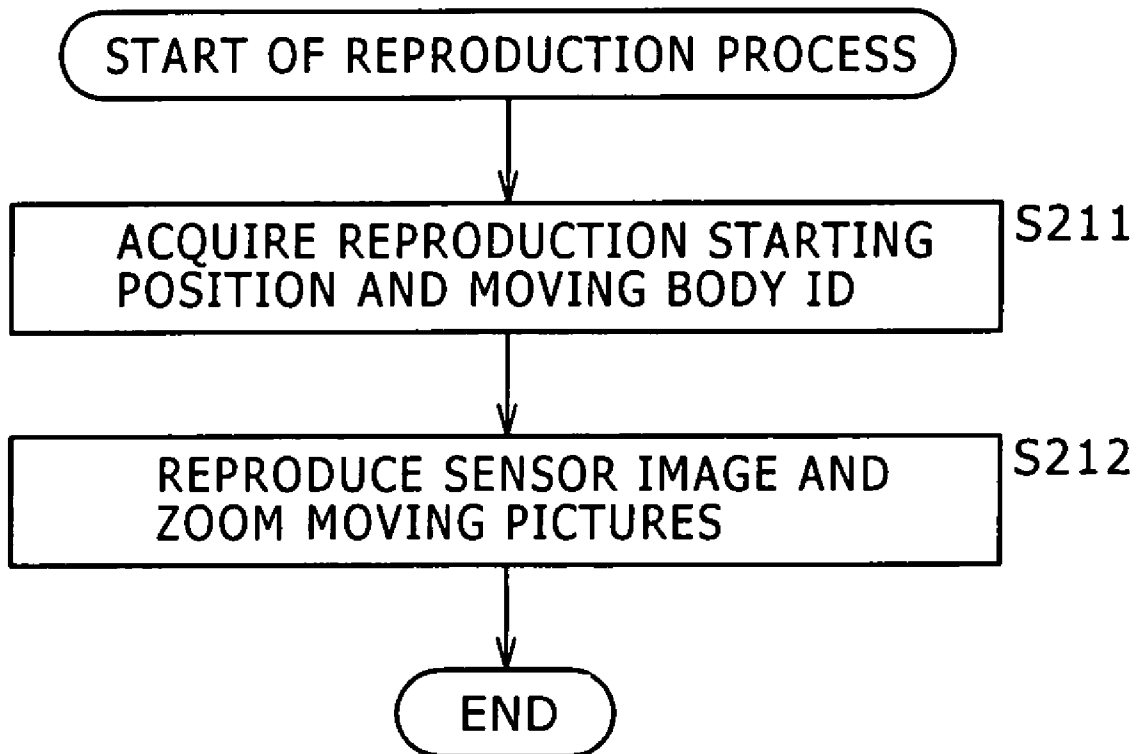 START OF REPRODUCTION PROCESS
ACQUIRE REPRODUCTION STARTING
POSITION AND MOVING BODY ID
S211
REPRODUCE SENSOR IMAGE AND
ZOOM MOVING PICTURES
S212
END